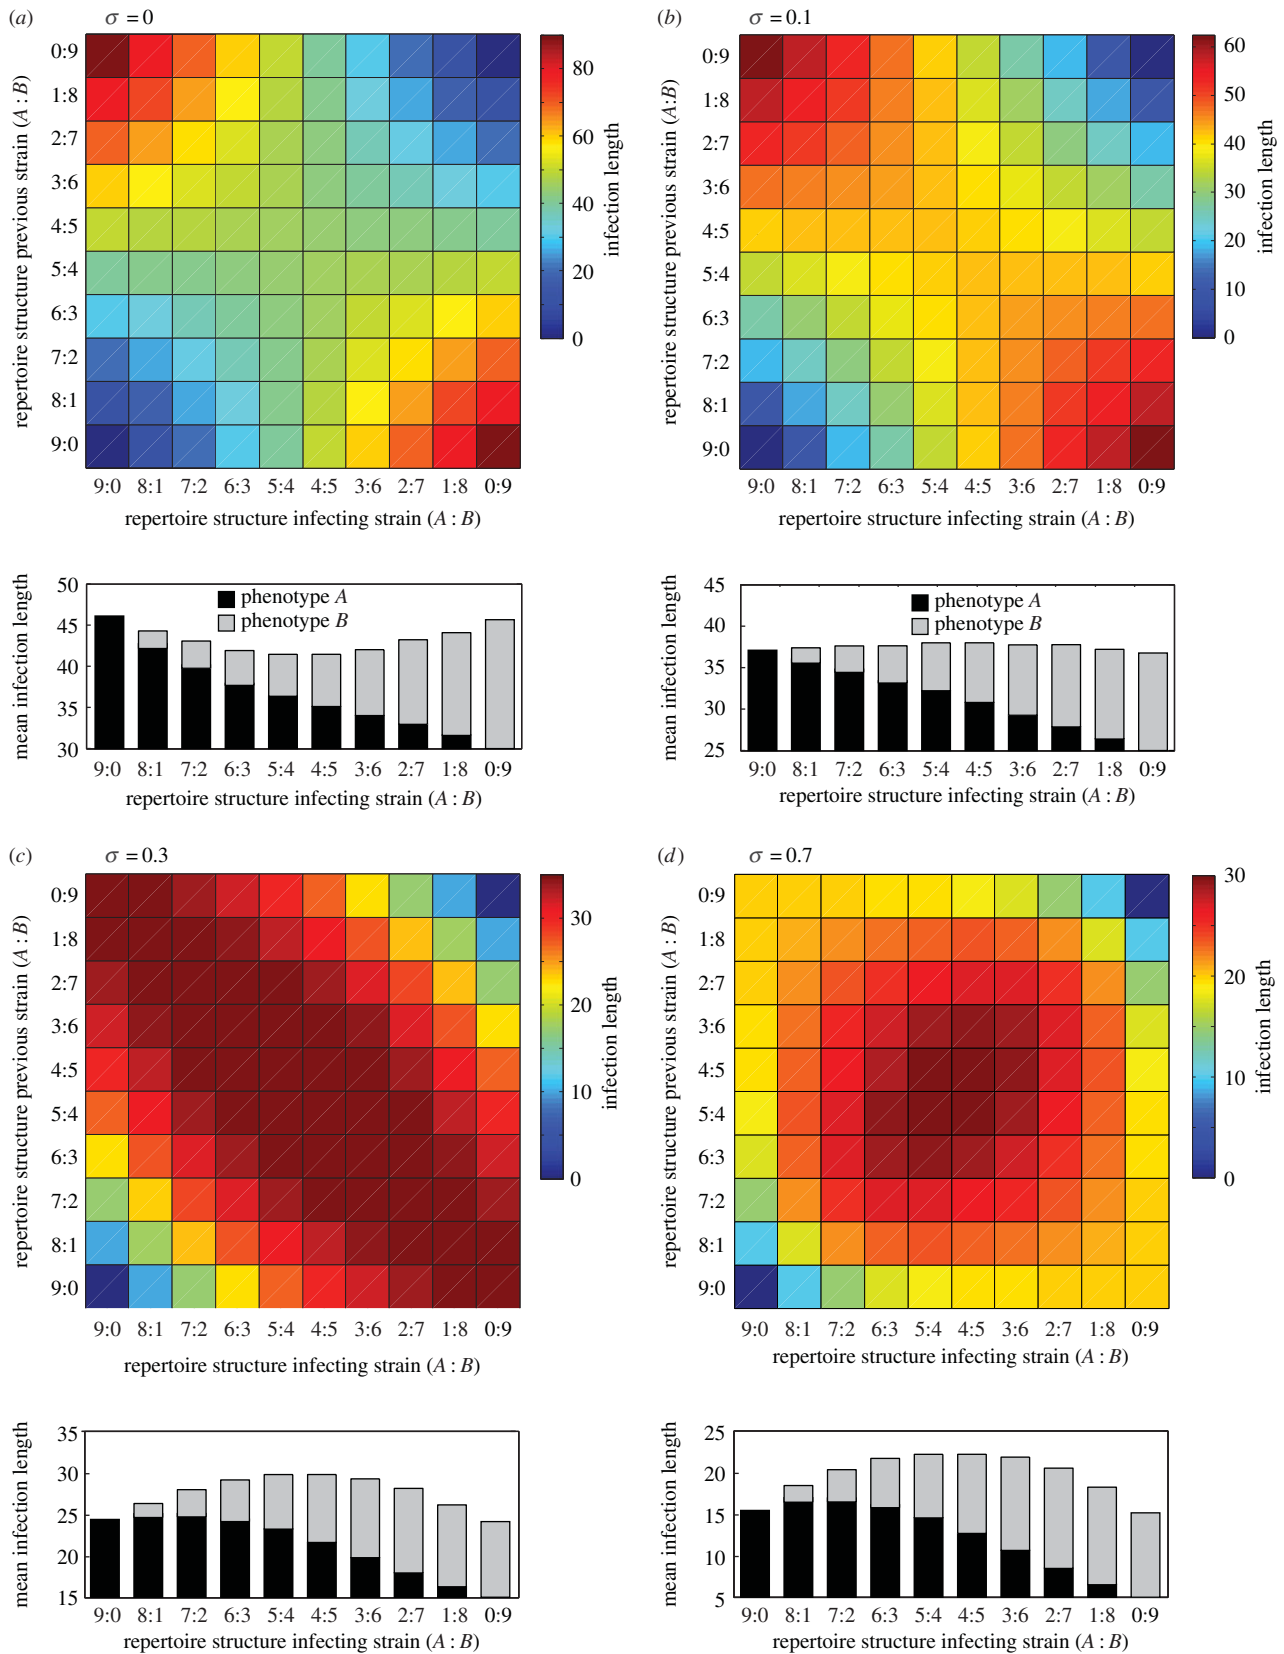 (a) σ = 0
repertoire structure previous strain (A : B)
0:9
1:8
2:7
3:6
4:5
5:4
6:3
7:2
8:1
9:0
9:0 8:1 7:2 6:3 5:4 4:5 3:6 2:7 1:8 0:9
repertoire structure infecting strain (A : B)
80
60
40
20
0
infection length
mean infection length
50
45
40
35
30
phenotype A
phenotype B
9:0 8:1 7:2 6:3 5:4 4:5 3:6 2:7 1:8 0:9
repertoire structure infecting strain (A : B)
(b) σ = 0.1
repertoire structure previous strain (A:B)
0:9
1:8
2:7
3:6
4:5
5:4
6:3
7:2
8:1
9:0
9:0 8:1 7:2 6:3 5:4 4:5 3:6 2:7 1:8 0:9
repertoire structure infecting strain (A : B)
60
50
40
30
20
10
0
infection length
mean infection length
45
40
35
30
25
phenotype A
phenotype B
9:0 8:1 7:2 6:3 5:4 4:5 3:6 2:7 1:8 0:9
repertoire structure infecting strain (A : B)
(c) σ = 0.3
repertoire structure previous strain (A : B)
0:9
1:8
2:7
3:6
4:5
5:4
6:3
7:2
8:1
9:0
9:0 8:1 7:2 6:3 5:4 4:5 3:6 2:7 1:8 0:9
repertoire structure infecting strain (A : B)
30
20
10
0
infection length
mean infection length
35
30
25
20
15
9:0 8:1 7:2 6:3 5:4 4:5 3:6 2:7 1:8 0:9
repertoire structure infecting strain (A : B)
(d) σ = 0.7
repertoire structure previous strain (A : B)
0:9
1:8
2:7
3:6
4:5
5:4
6:3
7:2
8:1
9:0
9:0 8:1 7:2 6:3 5:4 4:5 3:6 2:7 1:8 0:9
repertoire structure infecting strain (A : B)
30
20
10
0
infection length
mean infection length
25
20
15
10
5
9:0 8:1 7:2 6:3 5:4 4:5 3:6 2:7 1:8 0:9
repertoire structure infecting strain (A : B)